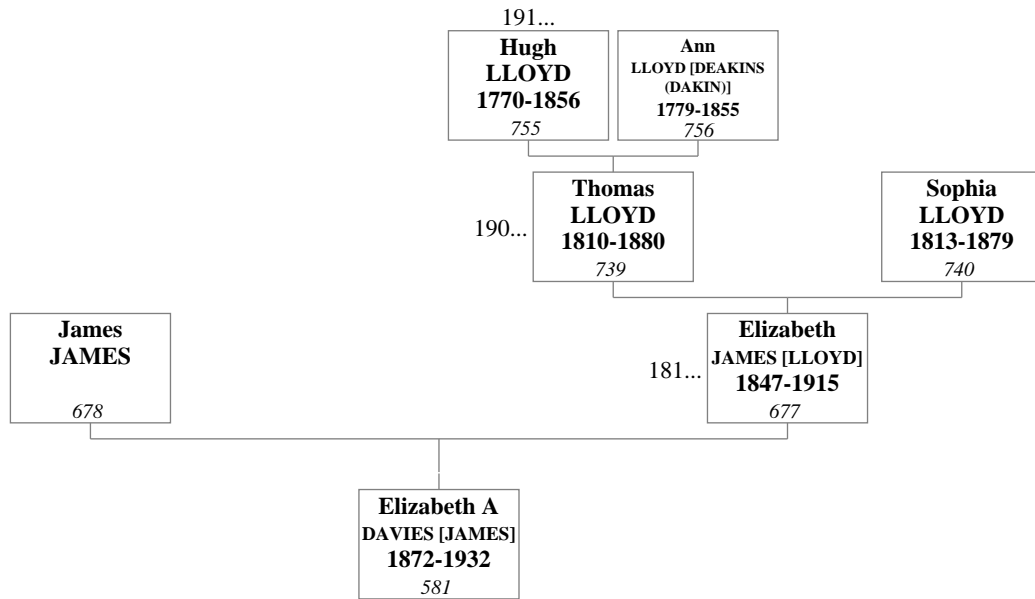 191...
Hugh
LLOYD
1770-1856
755
Ann
LLOYD [DEAKINS
(DAKIN)]
1779-1855
756
190...
Thomas
LLOYD
1810-1880
739
Sophia
LLOYD
1813-1879
740
James
JAMES
678
181...
Elizabeth
JAMES [LLOYD]
1847-1915
677
Elizabeth A
DAVIES [JAMES]
1872-1932
581